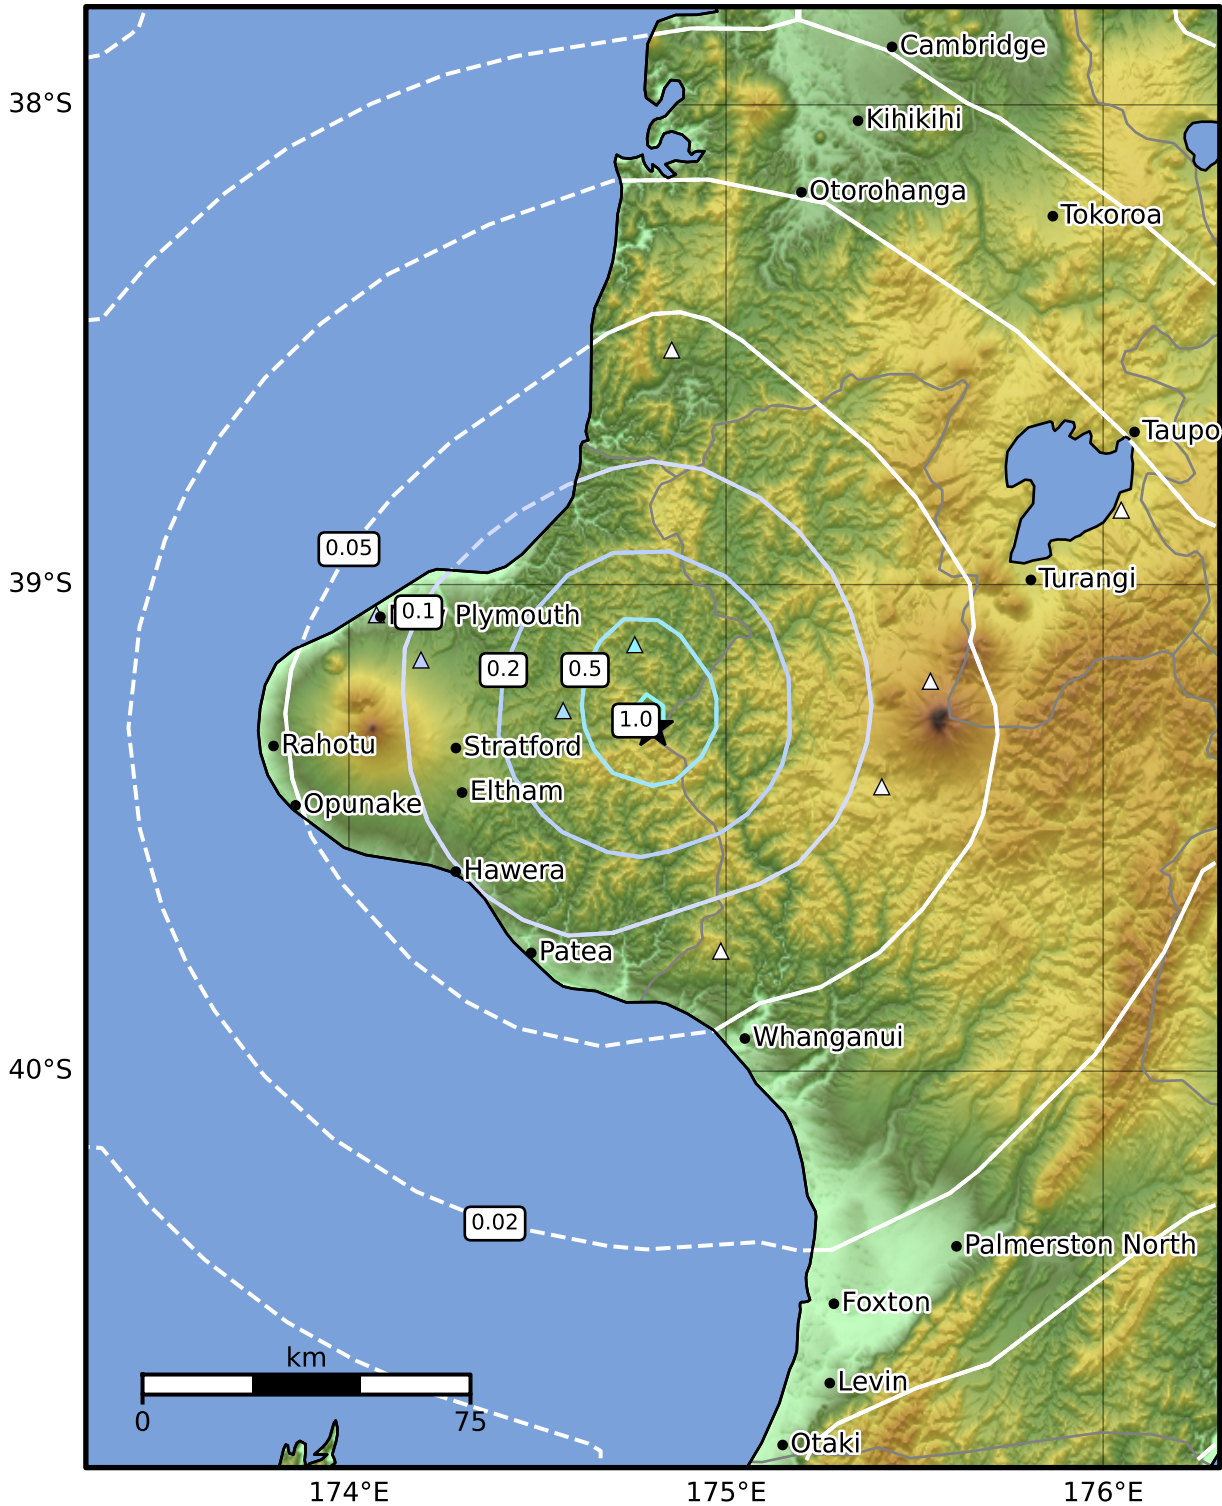 Cambridge
38°S
Kihikihi
Otorohanga
Tokoroa
Taupo
0.05
39°S
Turangi
0.1
Plymouth
0.2
0.5
1.0
Rahotu
Stratford
Eltham
Opunake
Hawera
Patea
Whanganui
40°S
0.02
Palmerston North
Foxton
km
Levin
0
75
Otaki
174°E
175°E
176°E